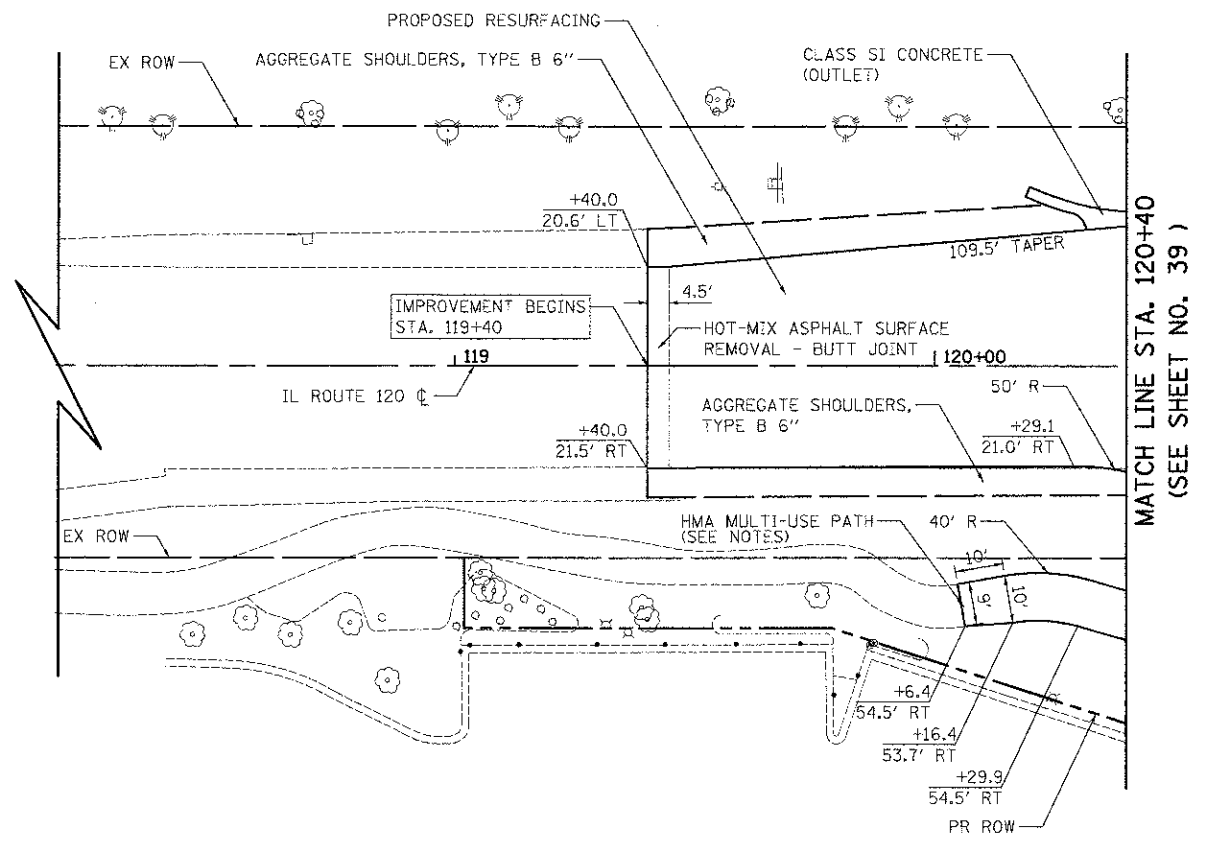 PROPOSED RESURFACING
AGGREGATE SHOULDERS, TYPE B 6"
EX ROW
CLASS SI CONCRETE
(OUTLET)
+40.0
20.6' LT
109.5' TAPER
4.5'
IMPROVEMENT BEGINS
STA. 119+40
HOT-MIX ASPHALT SURFACE
REMOVAL - BUTT JOINT
119
120+00
IL ROUTE 120 ℄
50' R
AGGREGATE SHOULDERS,
TYPE B 6"
+40.0
21.5' RT
+29.1
21.0' RT
MATCH LINE STA. 120+40
(SEE SHEET NO. 39 )
EX ROW
HMA MULTI-USE PATH
(SEE NOTES)
40' R
10'
9'
10'
+6.4
54.5' RT
+16.4
53.7' RT
+29.9
54.5' RT
PR ROW